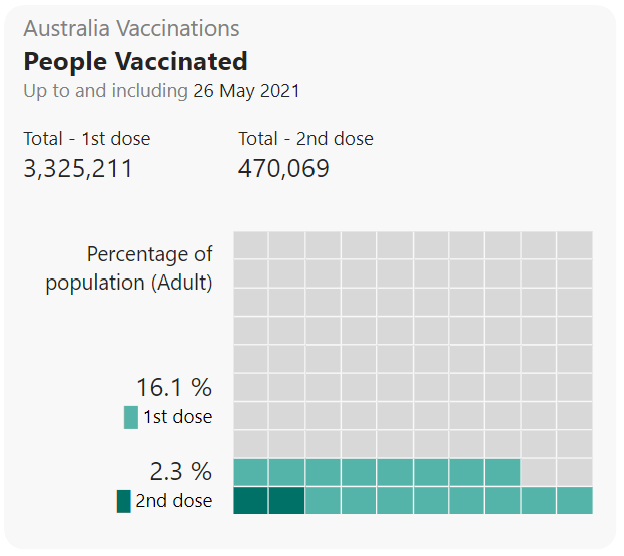 Australia Vaccinations
People Vaccinated
Up to and including 26 May 2021
Total - 1st dose
3,325,211
Total - 2nd dose
470,069
Percentage of
population (Adult)
16.1 %
1st dose
2.3 %
2nd dose